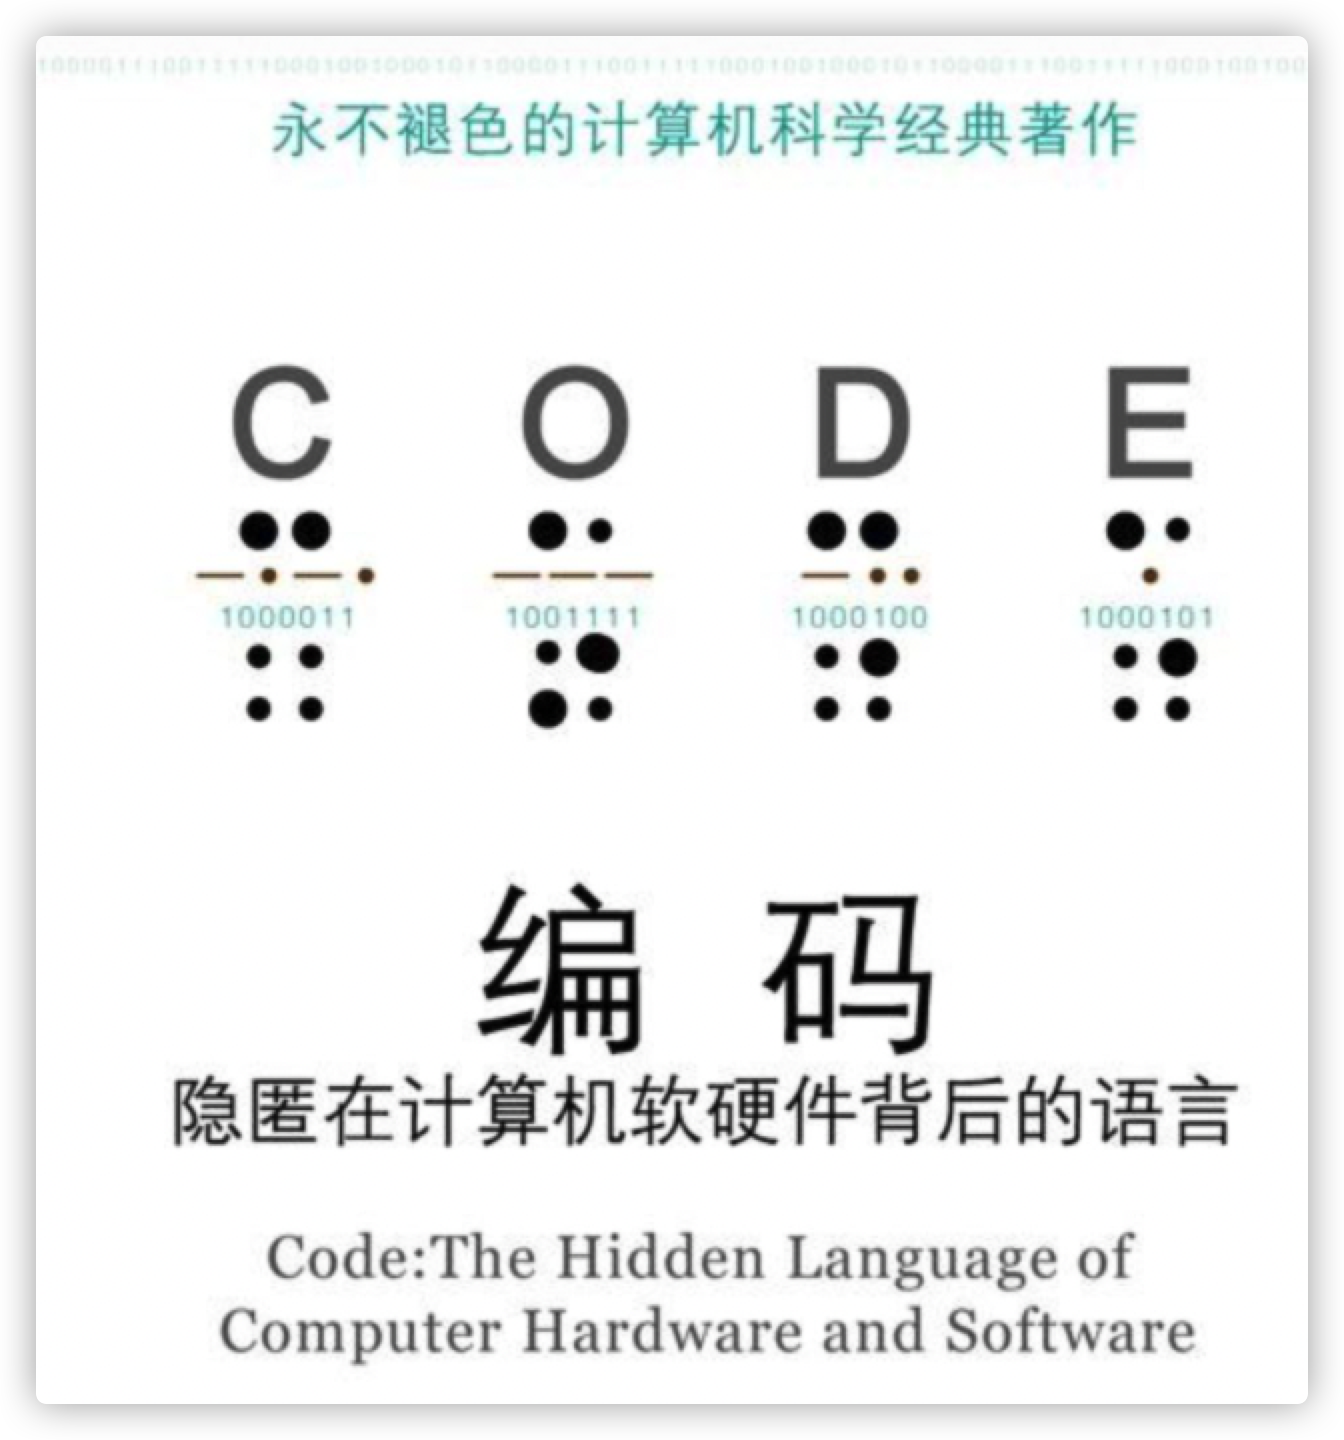 永不褪色的计算机科学经典著作
C O D E
1000011 1001111 1000100 1000101
编 码
隐匿在计算机软硬件背后的语言
Code:The Hidden Language of
Computer Hardware and Software